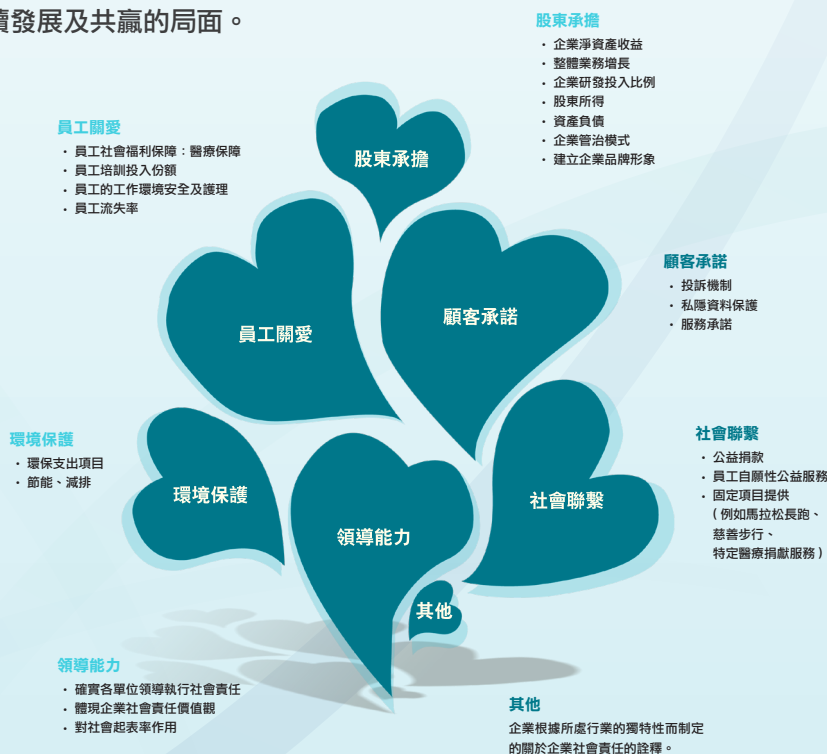 續發展及共贏的局面。
股東承擔
· 企業淨資產收益
· 整體業務增長
· 企業研發投入比例
· 股東所得
· 資產負債
· 企業管治模式
· 建立企業品牌形象
員工關愛
· 員工社會福利保障：醫療保障
· 員工培訓投入份額
· 員工的工作環境安全及護理
· 員工流失率
股東承擔
顧客承諾
· 投訴機制
· 私隱資料保護
· 服務承諾
員工關愛
顧客承諾
環境保護
· 環保支出項目
· 節能、減排
環境保護
領導能力
社會聯繫
其他
社會聯繫
· 公益捐款
· 員工自願性公益服務
· 固定項目提供
( 例如馬拉松長跑、
慈善步行、
特定醫療捐獻服務 )
領導能力
· 確實各單位領導執行社會責任
· 體現企業社會責任價值觀
· 對社會起表率作用
其他
企業根據所處行業的獨特性而制定
的關於企業社會責任的詮釋。